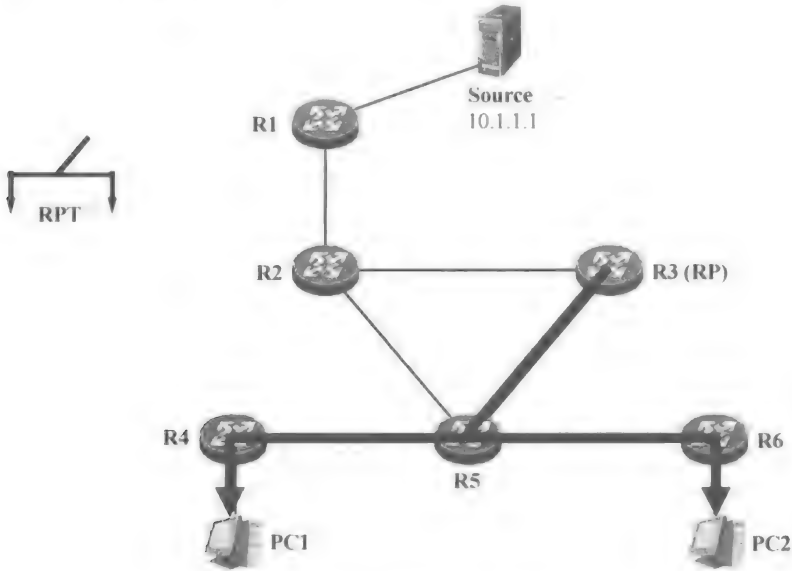 Source
10.1.1.1
R1
RPT
R2
R3 (RP)
R4
R5
R6
PC1
PC2